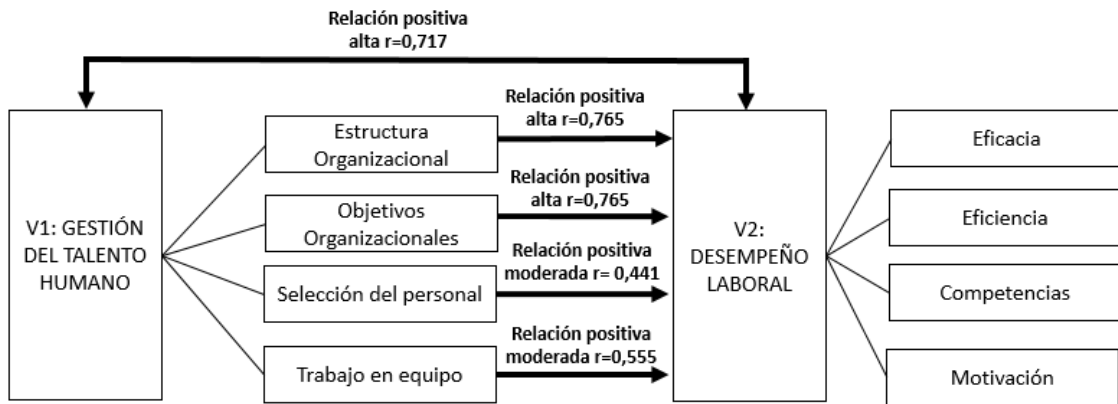 Relación positiva
alta r=0,717
V1: GESTIÓN
DEL TALENTO
HUMANO
Estructura
Organizacional
Objetivos
Organizacionales
Selección del personal
Trabajo en equipo
Relación positiva
alta r=0,765
Relación positiva
alta r=0,765
Relación positiva
moderada r= 0,441
Relación positiva
moderada r=0,555
V2:
DESEMPEÑO
LABORAL
Eficacia
Eficiencia
Competencias
Motivación